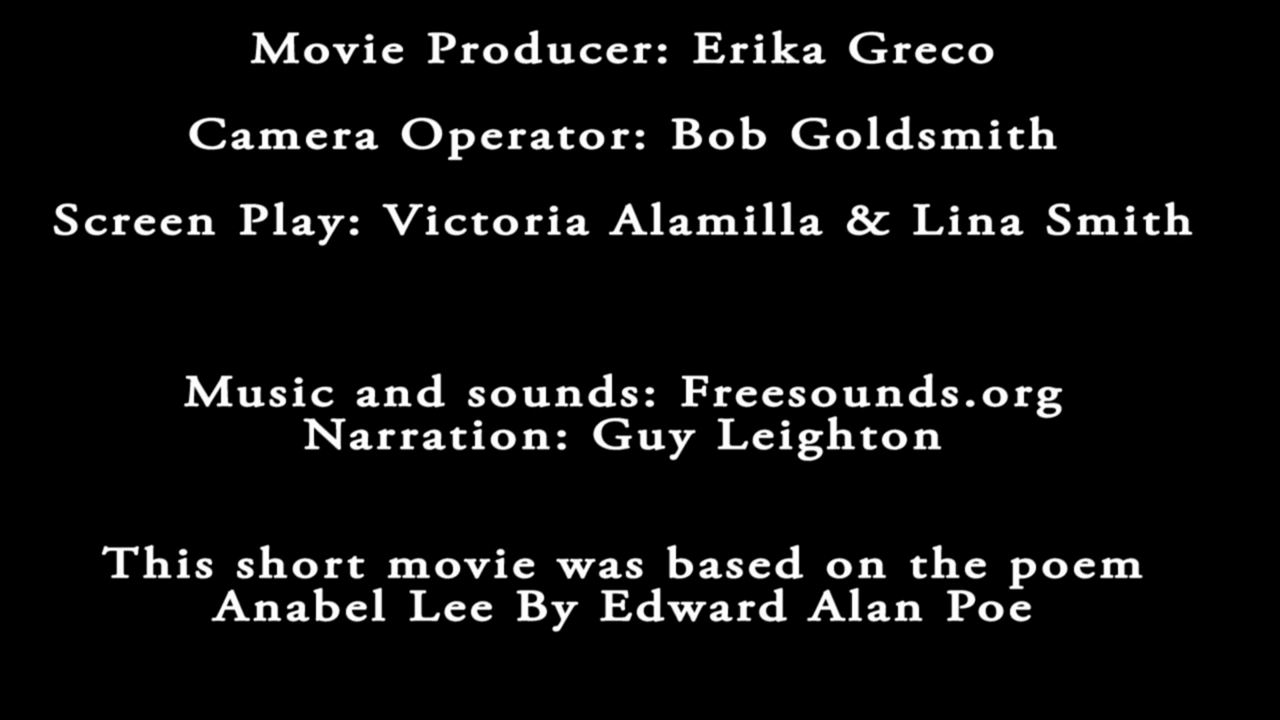 Movie Producer: Erika Greco
Camera Operator: Bob Goldsmith
Screen Play: Victoria Alamilla & Lina Smith
Music and sounds: Freesounds.org
Narration: Guy Leighton
This short movie was based on the poem
Anabel Lee By Edward Alan Poe